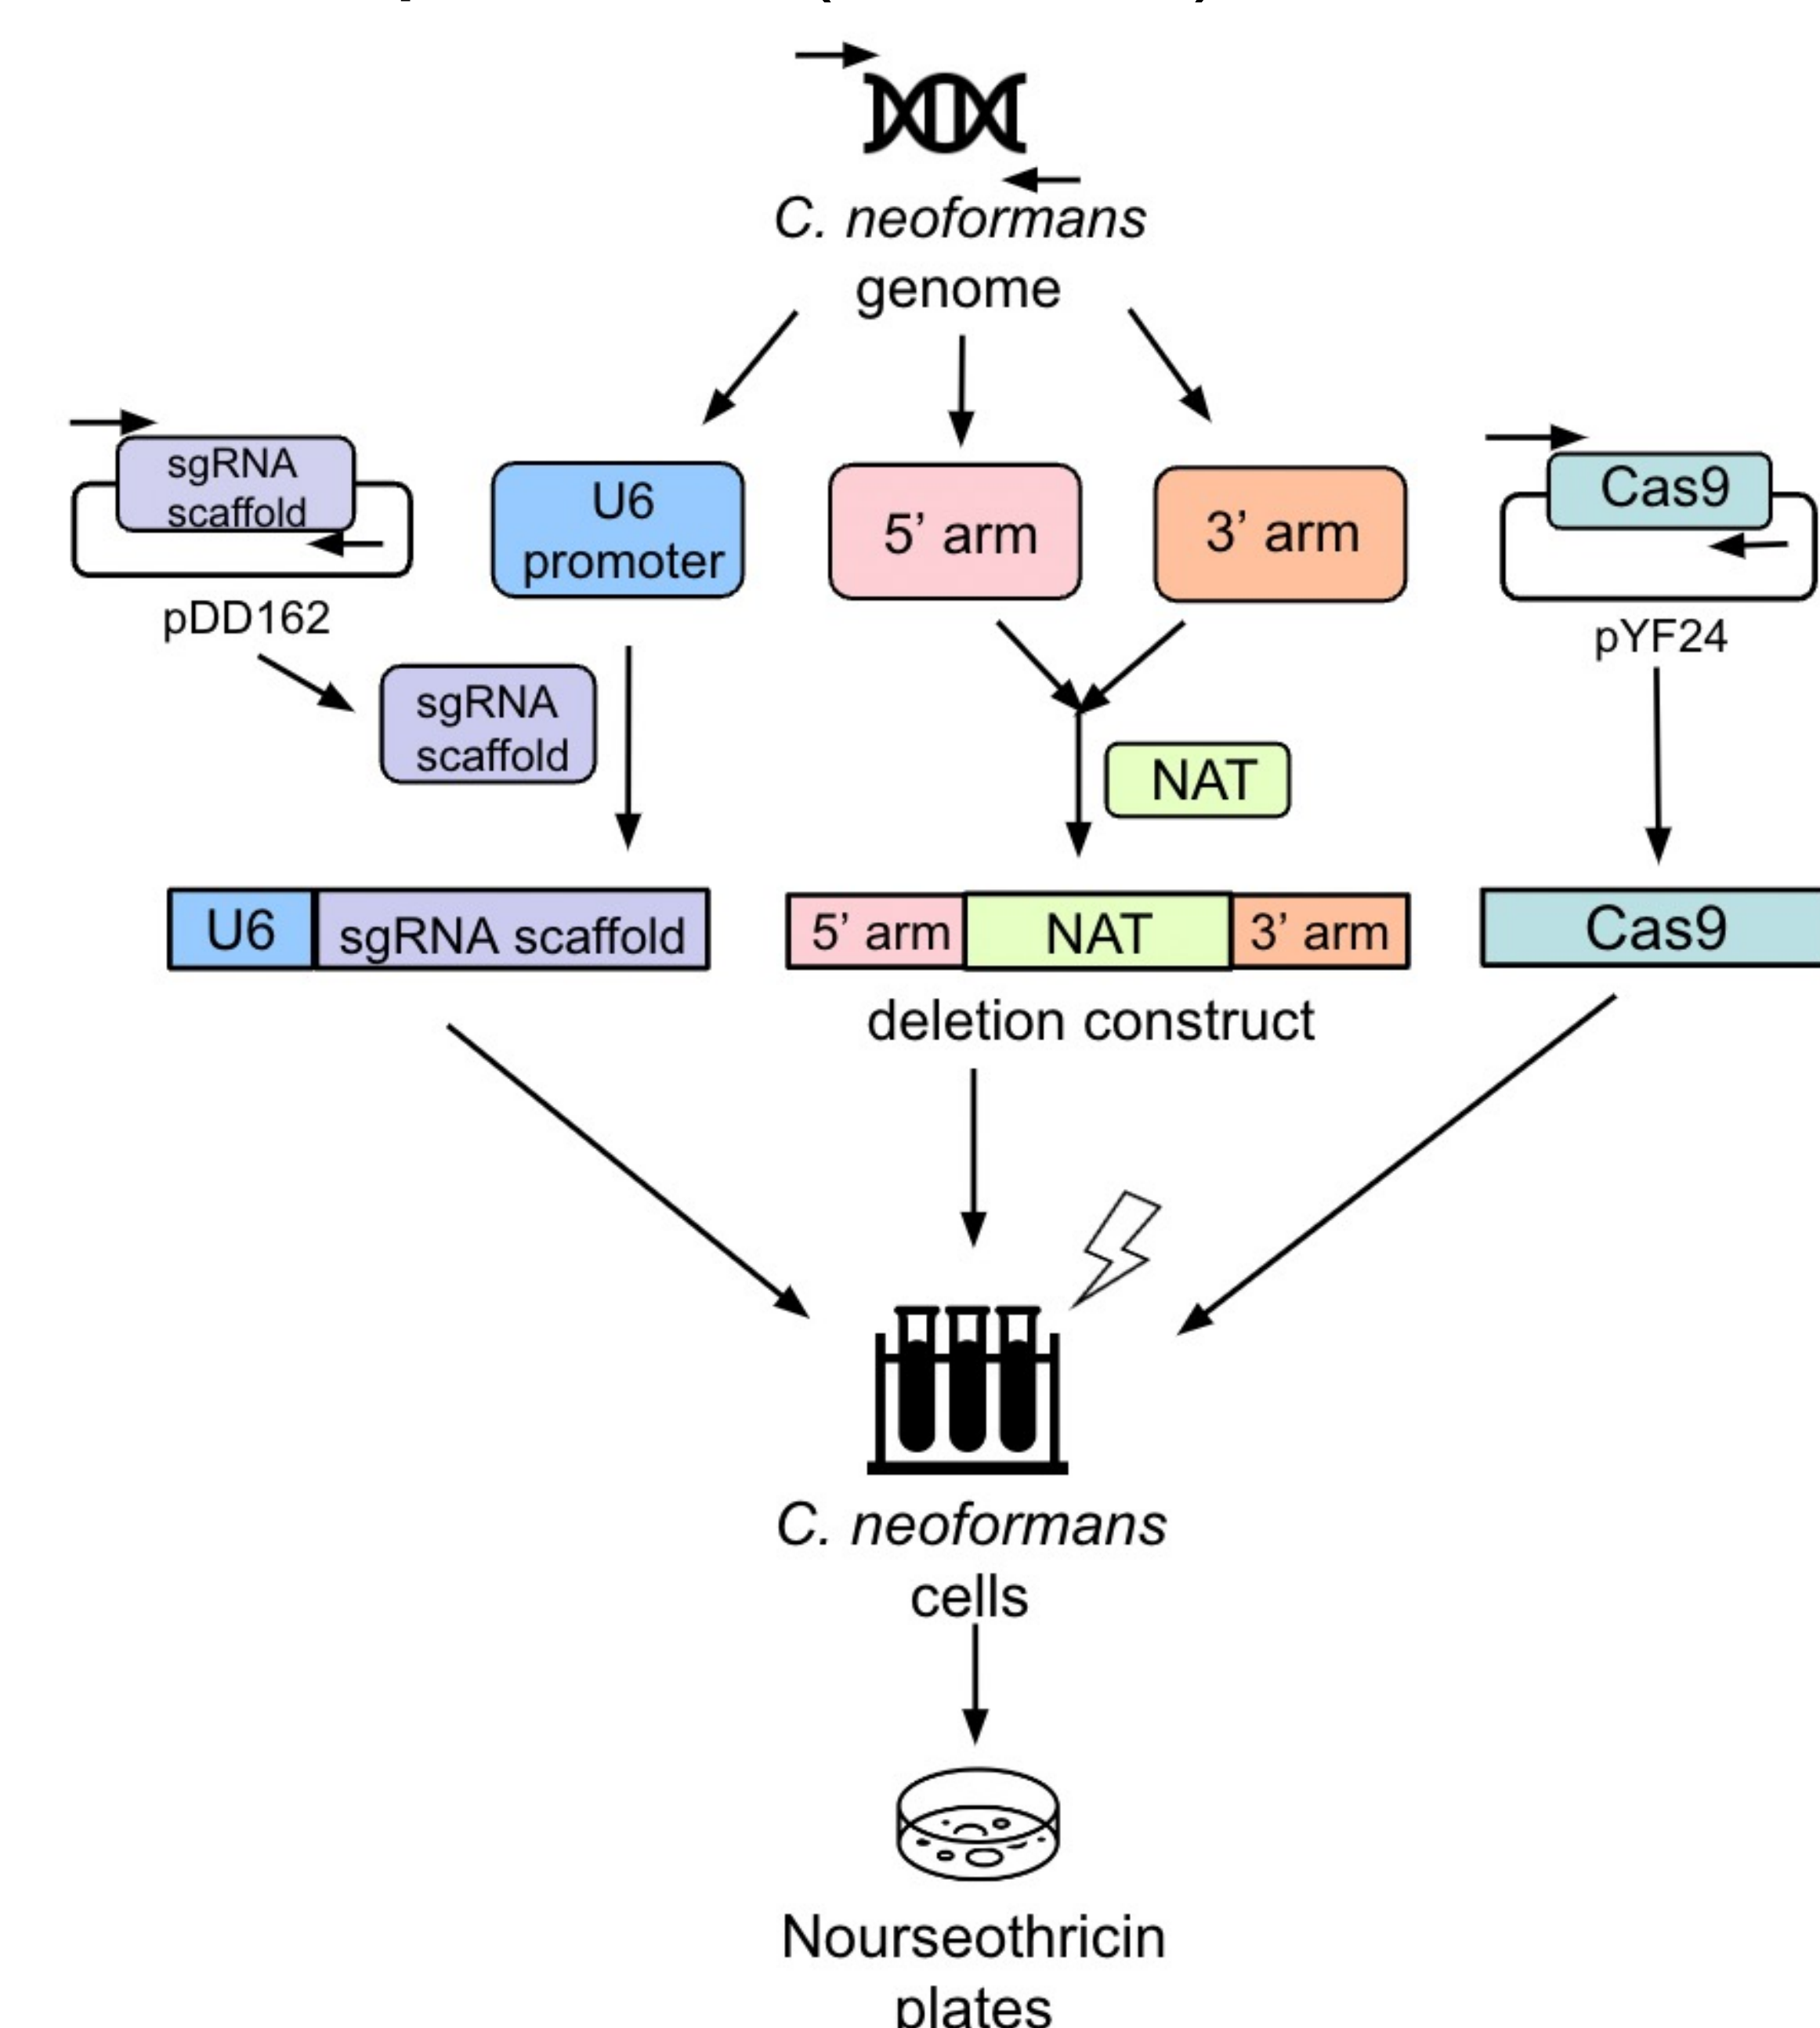 C. neoformans
genome
sgRNA
scaffold
pDD162
U6
promoter
5’ arm
3’ arm
Cas9
pYF24
sgRNA
scaffold
NAT
U6
sgRNA scaffold
5’ arm
NAT
3’ arm
deletion construct
Cas9
C. neoformans
cells
Nourseothricin
plates